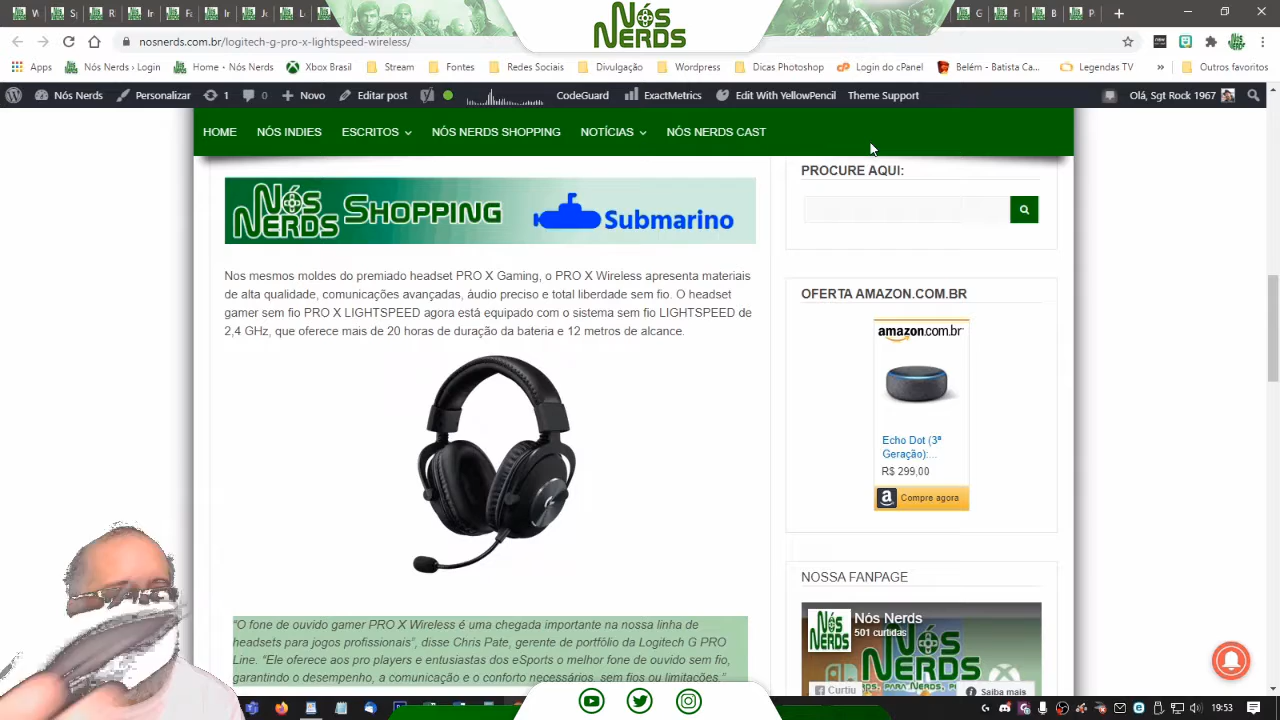 W
S
G
B
P
NÓS NERDS
nosnerds.com.br/logitech-g-pro-x-lightspeed-wireless/
Apps Nós Nerds › Login Home - Nós Nerds Xbox Brasil Stream Fontes Redes Sociais Divulgação Wordpress Dicas Photoshop Login do cPanel Belém - Batista Ca... Legendas TV » Outros favoritos
Nós Nerds Personalizar 1 0 Novo Editar post CodeGuard ExactMetrics Edit With YellowPencil Theme Support Olá, Sgt Rock 1967
HOME NÓS INDIES ESCRITOS NÓS NERDS SHOPPING NOTÍCIAS NÓS NERDS CAST
PROCURE AQUI:
NÓS NERDS SHOPPING Submarino
Nos mesmos moldes do premiado headset PRO X Gaming, o PRO X Wireless apresenta materiais
de alta qualidade, comunicações avançadas, áudio preciso e total liberdade sem fio. O headset
gamer sem fio PRO X LIGHTSPEED agora está equipado com o sistema sem fio LIGHTSPEED de
2,4 GHz, que oferece mais de 20 horas de duração da bateria e 12 metros de alcance.
OFERTA AMAZON.COM.BR
amazon.com.br
Echo Dot (3ª
Geração):...
R$ 299,00
Compre agora
"O fone de ouvido gamer PRO X Wireless é uma chegada importante na nossa linha de
headsets para jogos profissionais", disse Chris Pate, gerente de portfólio da Logitech G PRO
Line. "Ele oferece aos pro players e entusiastas dos eSports o melhor fone de ouvido sem fio,
garantindo o desempenho, a comunicação e o conforto necessários, sem fios ou limitações."
NOSSA FANPAGE
NÓS NERDS
Nós Nerds
501 curtidas
NÓS NERDS
Curtiu
Saiba mais
19:53